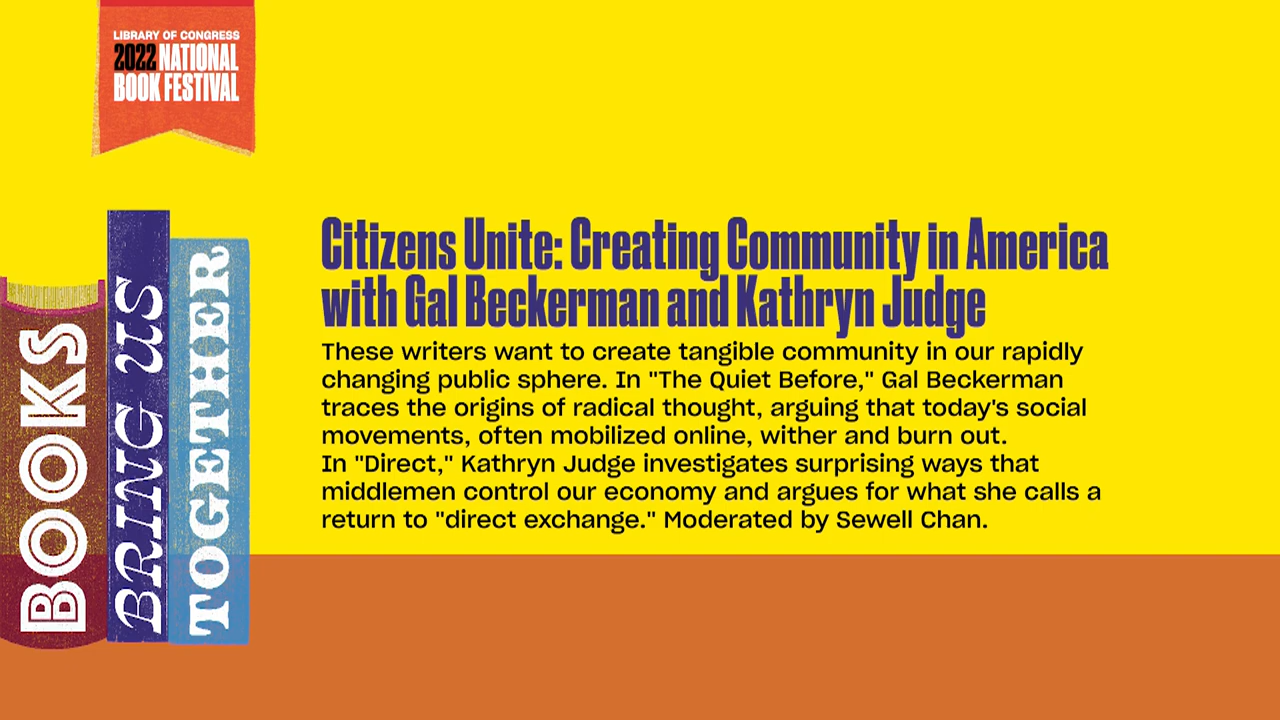 LIBRARY OF CONGRESS
2022 NATIONAL
BOOK FESTIVAL
BOOKS
BRING US
TOGETHER
Citizens Unite: Creating Community in America
with Gal Beckerman and Kathryn Judge
These writers want to create tangible community in our rapidly
changing public sphere. In "The Quiet Before," Gal Beckerman
traces the origins of radical thought, arguing that today's social
movements, often mobilized online, wither and burn out.
In "Direct," Kathryn Judge investigates surprising ways that
middlemen control our economy and argues for what she calls a
return to "direct exchange." Moderated by Sewell Chan.